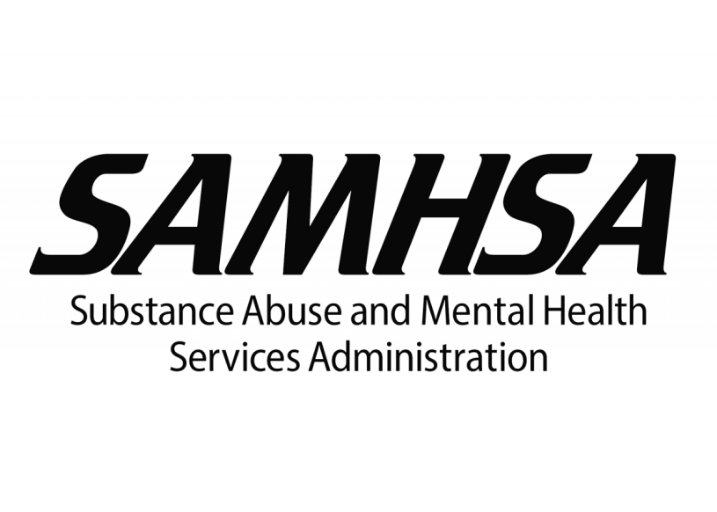 SAMHSA
Substance Abuse and Mental Health
Services Administration